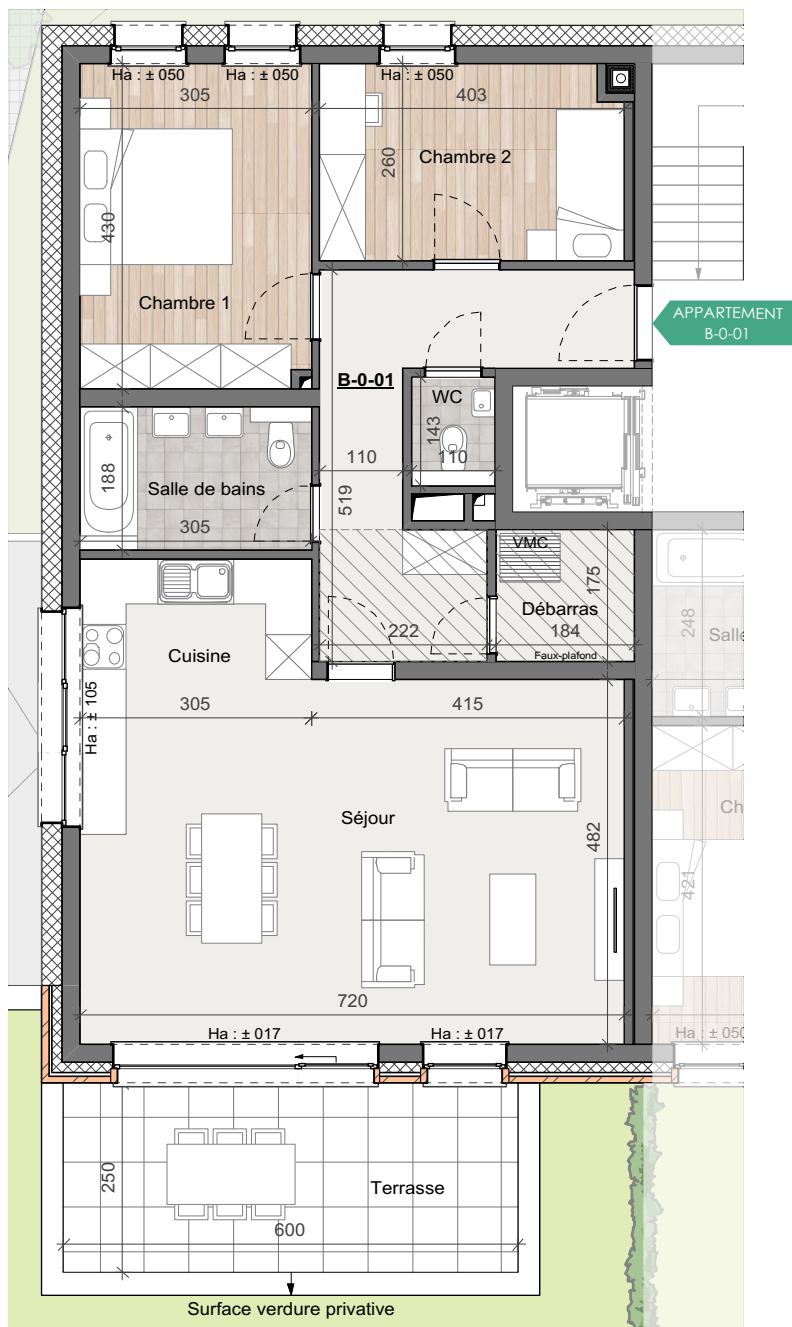 Ha : ± 050
Ha : ± 050
Ha : ± 050
305
403
Chambre 2
260
430
Chambre 1
APPARTEMENT
B-0-01
B-0-01
WC
143
110
110
188
Salle de bains
305
519
VMC
175
Débarras
222
184
Faux-plafond
248
Salle
Cuisine
305
415
Ha : ± 105
Séjour
482
Ch
421
720
Ha : ± 017
Ha : ± 017
Ha : ± 050
250
Terrasse
600
Surface verdure privative